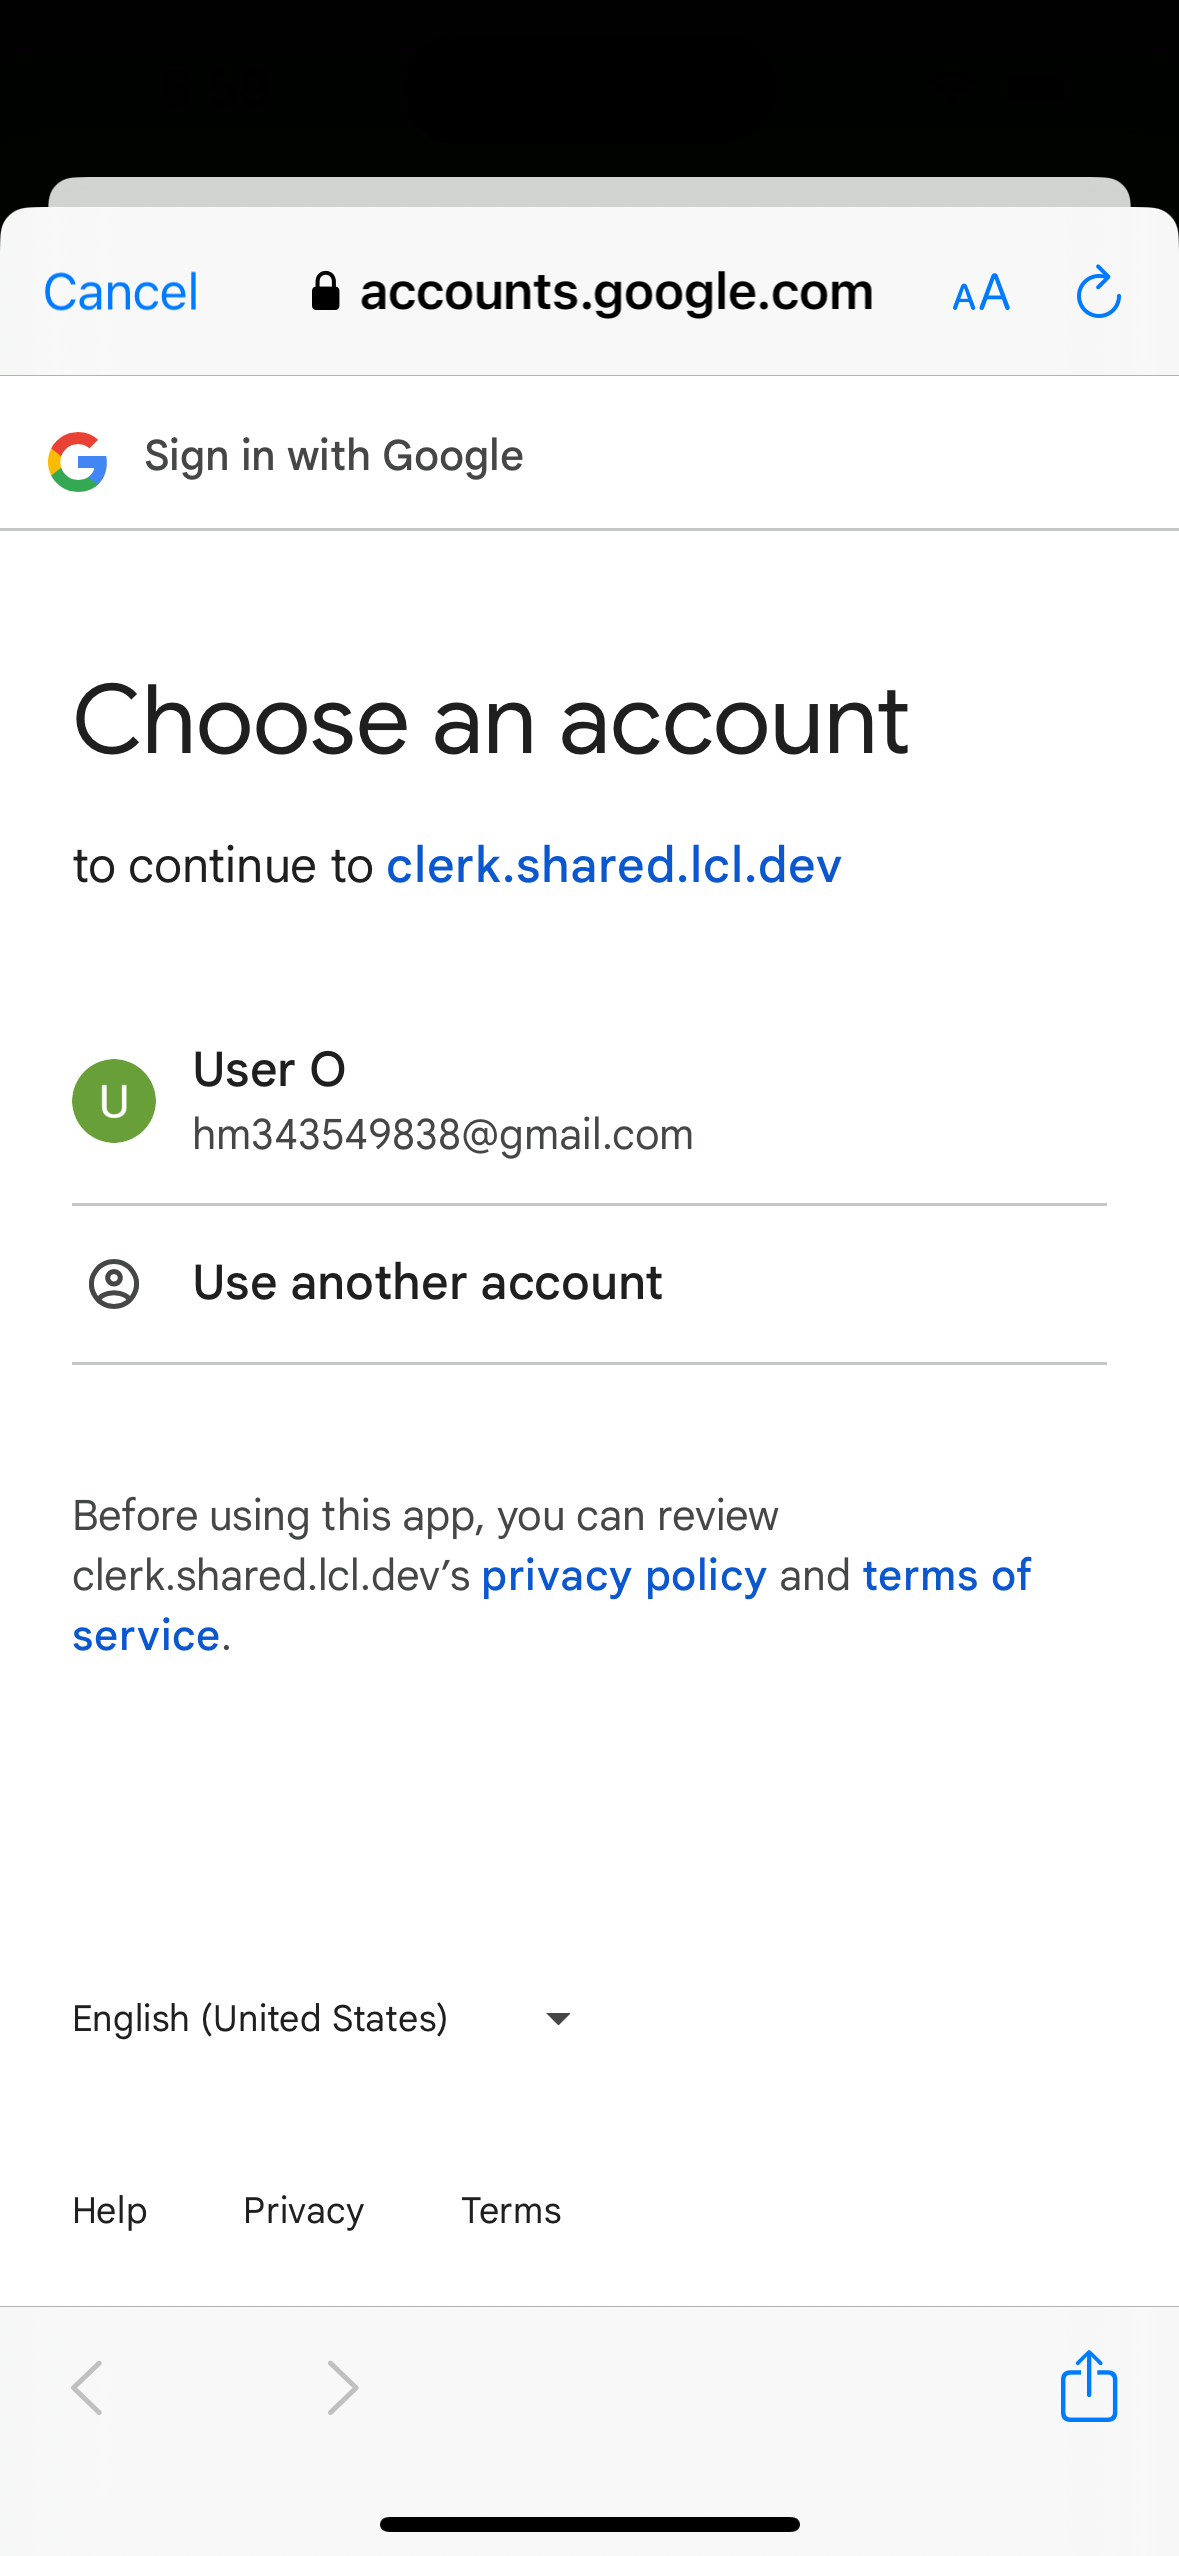 Cancel accounts.google.com AA
Sign in with Google
Choose an account
to continue to clerk.shared.lcl.dev
U
User O
hm343549838@gmail.com
Use another account
Before using this app, you can review
clerk.shared.lcl.dev’s privacy policy and terms of
service.
English (United States)
Help Privacy Terms